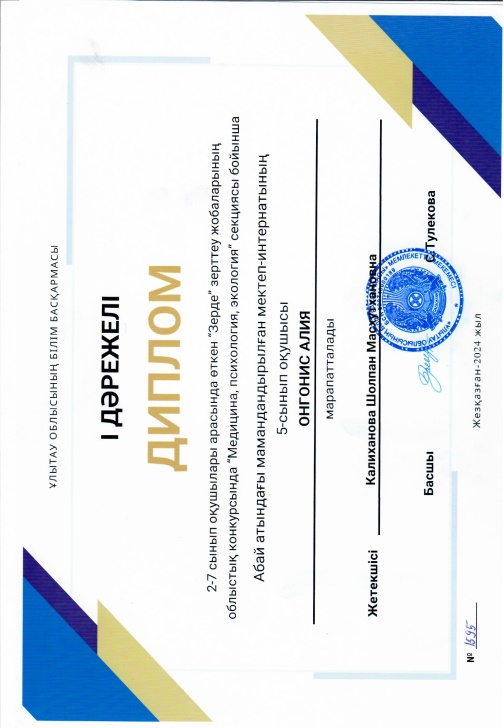 ҰЛЫТАУ ОБЛЫСЫНЫҢ БІЛІМ БАСҚАРМАСЫ
І ДӘРЕЖЕЛІ
ДИПЛОМ
2-7 сынып оқушылары арасында өткен "Зерде" зерттеу жобаларының
облыстық конкурсында "Медицина, психология, экология" секциясы бойынша
Абай атындағы мамандандырылған мектеп-интернатының
5-сынып оқушысы
ОНГОНИС АЛИЯ
марапатталады
Жетекшісі Калиханова Шолпан Масхутхановна
Басшы С.Тулекова
Жезқазған-2024 жыл
№ 1595